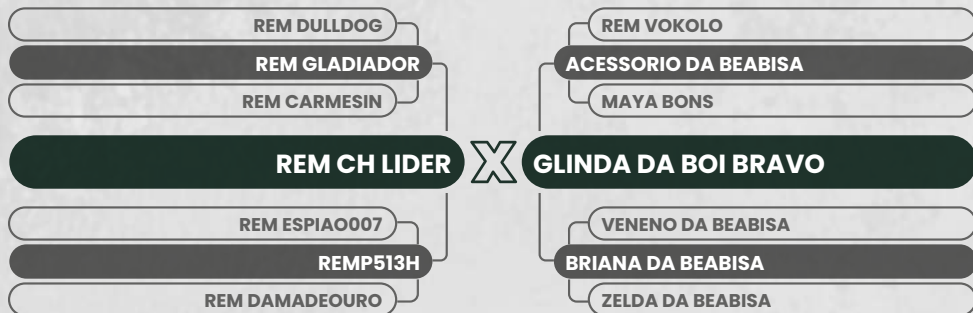 REM DULLDOG
REM GLADIADOR
REM CARMESIN
REM VOKOLO
ACESSORIO DA BEABISA
MAYA BONS
REM CH LIDER X GLINDA DA BOI BRAVO
REM ESPIAO007
REMP513H
REM DAMADEOURO
VENENO DA BEABISA
BRIANA DA BEABISA
ZELDA DA BEABISA